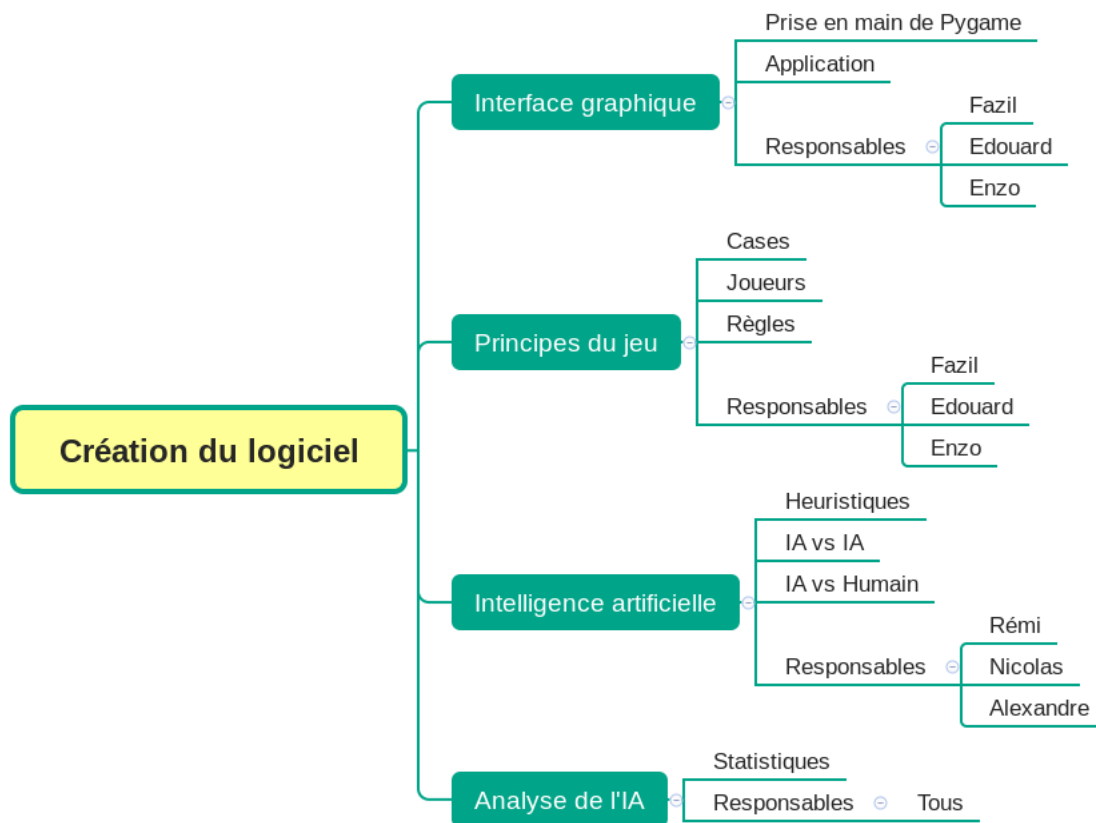 Création du logiciel
Interface graphique
Prise en main de Pygame
Application
Responsables
Fazil
Edouard
Enzo
Principes du jeu
Cases
Joueurs
Règles
Responsables
Fazil
Edouard
Enzo
Intelligence artificielle
Heuristiques
IA vs IA
IA vs Humain
Responsables
Rémi
Nicolas
Alexandre
Analyse de l'IA
Statistiques
Responsables
Tous